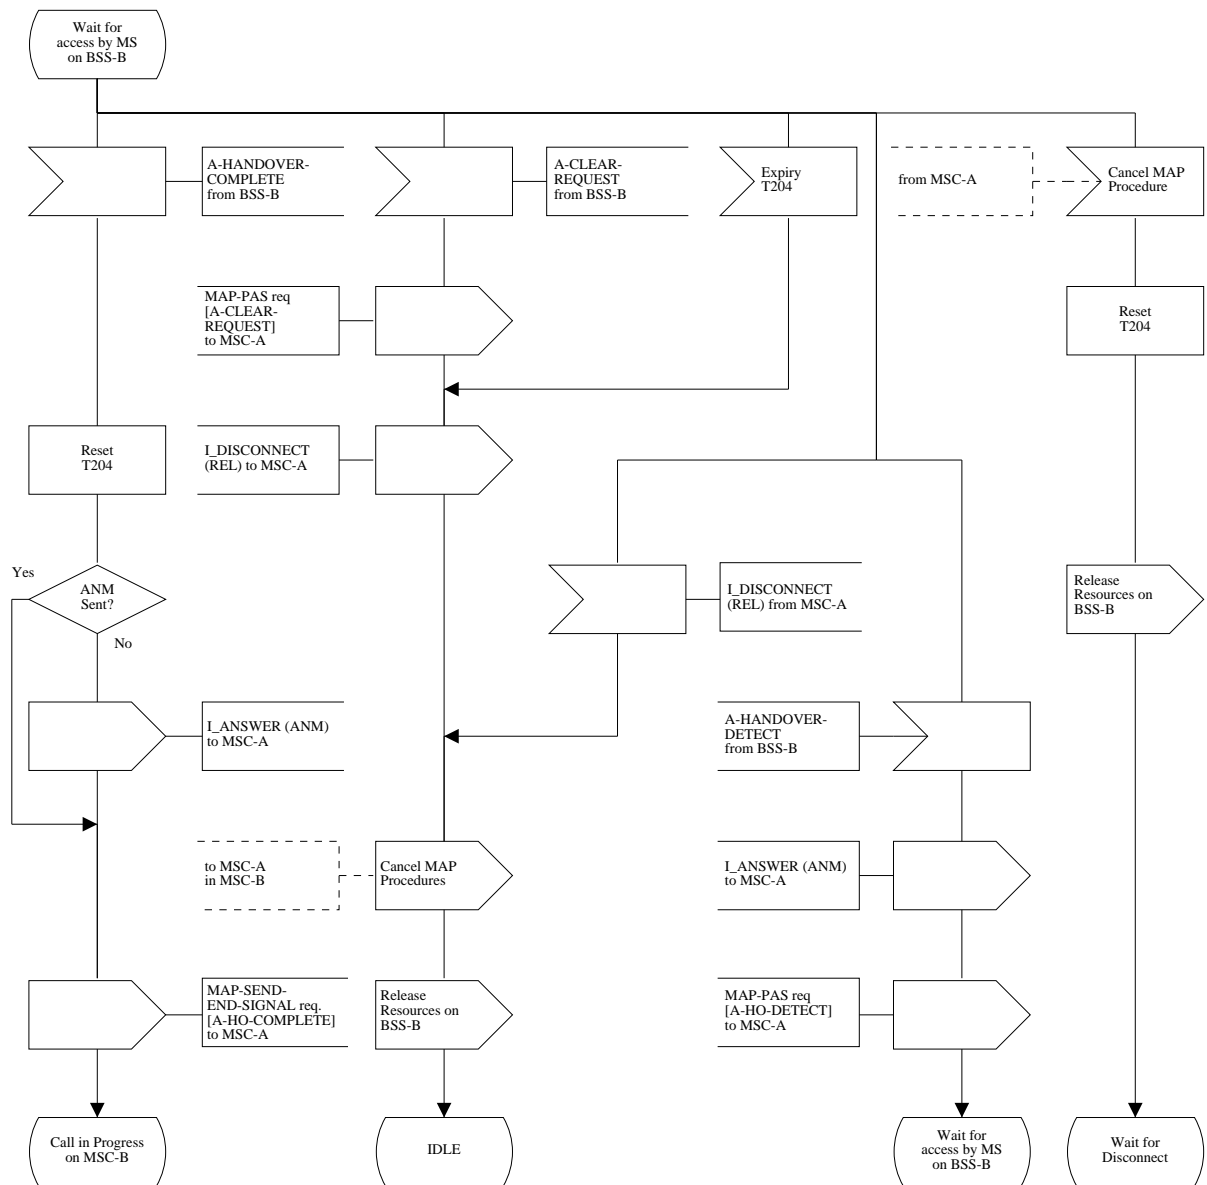 Wait for
access by MS
on BSS-B
A-HANDOVER-
COMPLETE
from BSS-B
A-CLEAR-
REQUEST
from BSS-B
Expiry
T204
from MSC-A
Cancel MAP
Procedure
MAP-PAS req
[A-CLEAR-
REQUEST]
to MSC-A
Reset
T204
Reset
T204
I_DISCONNECT
(REL) to MSC-A
Yes
ANM
Sent?
No
I_DISCONNECT
(REL) from MSC-A
Release
Resources on
BSS-B
I_ANSWER (ANM)
to MSC-A
A-HANDOVER-
DETECT
from BSS-B
to MSC-A
in MSC-B
Cancel MAP
Procedures
I_ANSWER (ANM)
to MSC-A
MAP-SEND-
END-SIGNAL req.
[A-HO-COMPLETE]
to MSC-A
Release
Resources on
BSS-B
MAP-PAS req
[A-HO-DETECT]
to MSC-A
Call in Progress
on MSC-B
IDLE
Wait for
access by MS
on BSS-B
Wait for
Disconnect